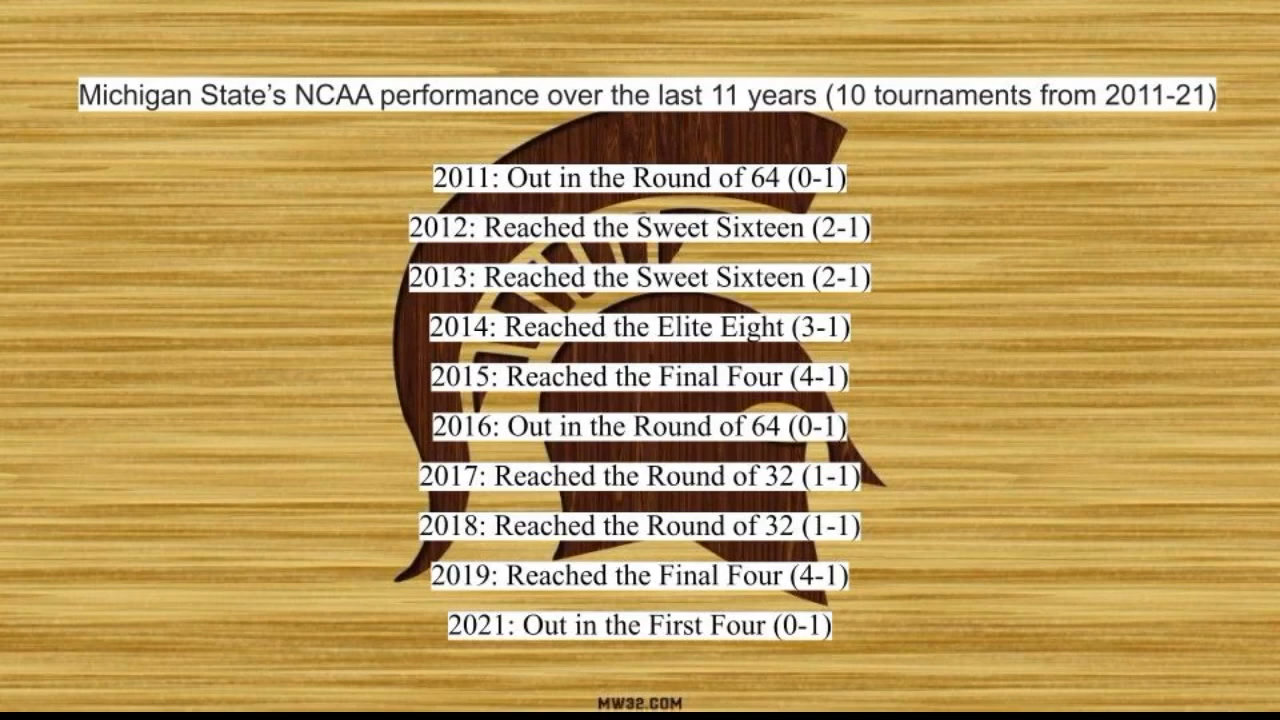 Michigan State’s NCAA performance over the last 11 years (10 tournaments from 2011-21)
2011: Out in the Round of 64 (0-1)
2012: Reached the Sweet Sixteen (2-1)
2013: Reached the Sweet Sixteen (2-1)
2014: Reached the Elite Eight (3-1)
2015: Reached the Final Four (4-1)
2016: Out in the Round of 64 (0-1)
2017: Reached the Round of 32 (1-1)
2018: Reached the Round of 32 (1-1)
2019: Reached the Final Four (4-1)
2021: Out in the First Four (0-1)
MW32.COM